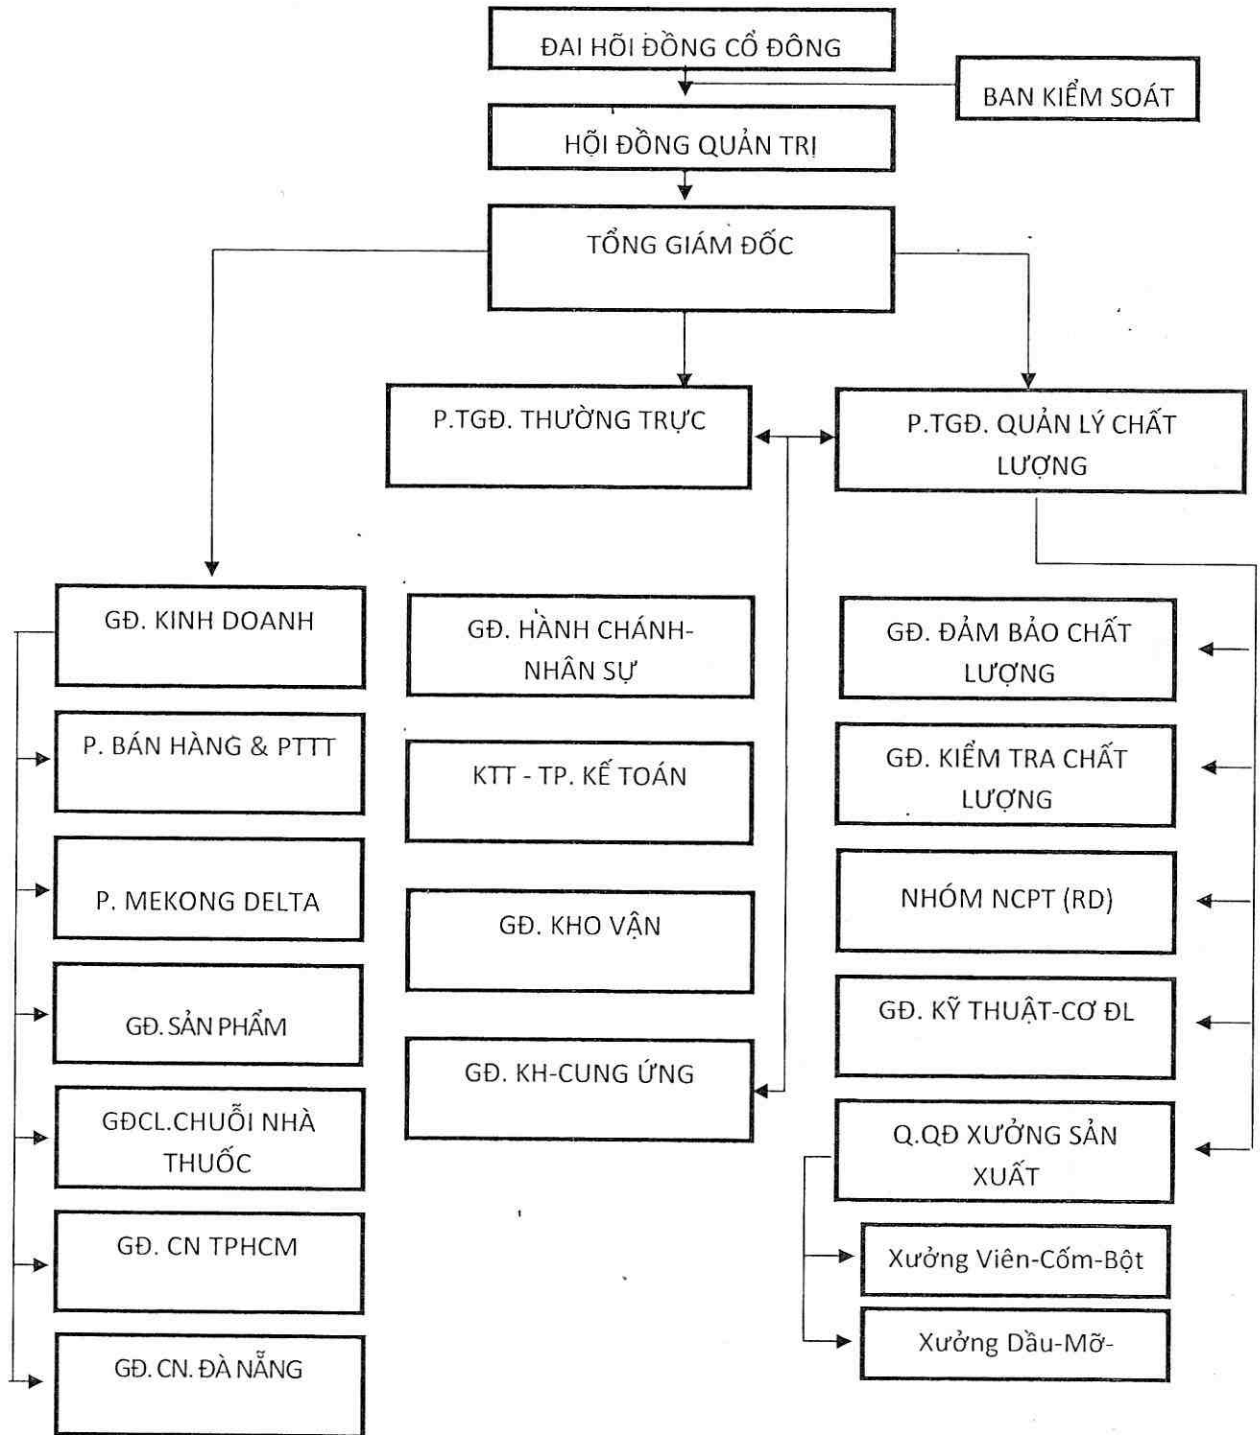 ĐAI HÕI ĐỒNG CỔ ĐÔNG
BAN KIỂM SOÁT
HỘI ĐỒNG QUẢN TRỊ
TỔNG GIÁM ĐỐC
P.TGĐ. THƯỜNG TRỰC
P.TGĐ. QUẢN LÝ CHẤT
LƯỢNG
GĐ. KINH DOANH
P. BÁN HÀNG & PTTT
P. MEKONG DELTA
GĐ. SẢN PHẨM
GĐCL.CHUỖI NHÀ
THUỐC
GĐ. CN TPHCM
GĐ. CN. ĐÀ NẴNG
GĐ. HÀNH CHÁNH-
NHÂN SỰ
KTT - TP. KẾ TOÁN
GĐ. KHO VẬN
GĐ. KH-CUNG ỨNG
GĐ. ĐẢM BẢO CHẤT
LƯỢNG
GĐ. KIỂM TRA CHẤT
LƯỢNG
NHÓM NCPT (RD)
GĐ. KỸ THUẬT-CƠ ĐL
Q.QĐ XƯỞNG SẢN
XUẤT
Xưởng Viên-Cốm-Bột
Xưởng Dầu-Mỡ-